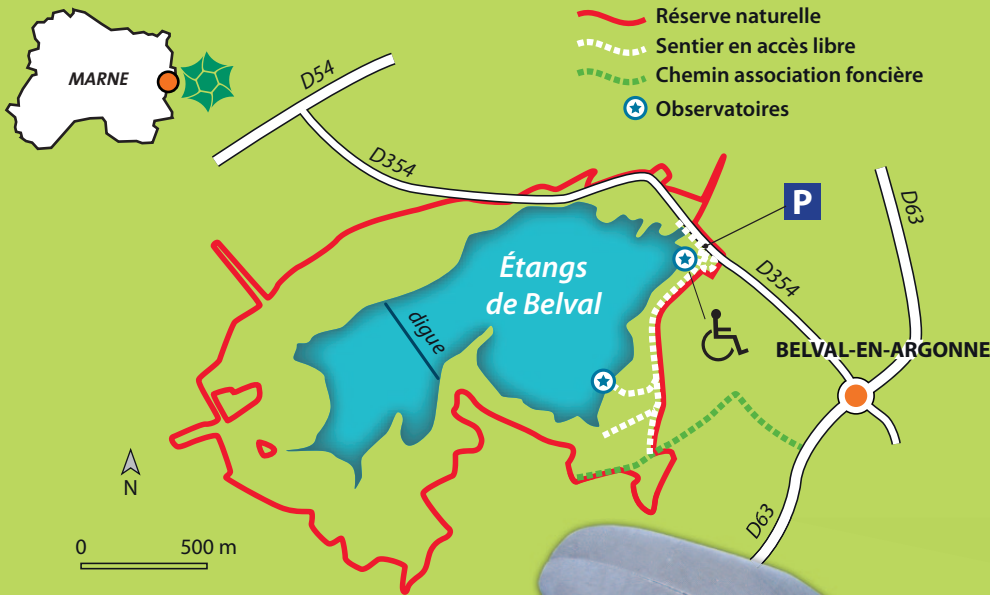 MARNE
Réserve naturelle
Sentier en accès libre
Chemin association foncière
Observatoires
D54
D354
P
D63
Étangs
de Belval
D354
digue
BELVAL-EN-ARGONNE
N
D63
0 500 m